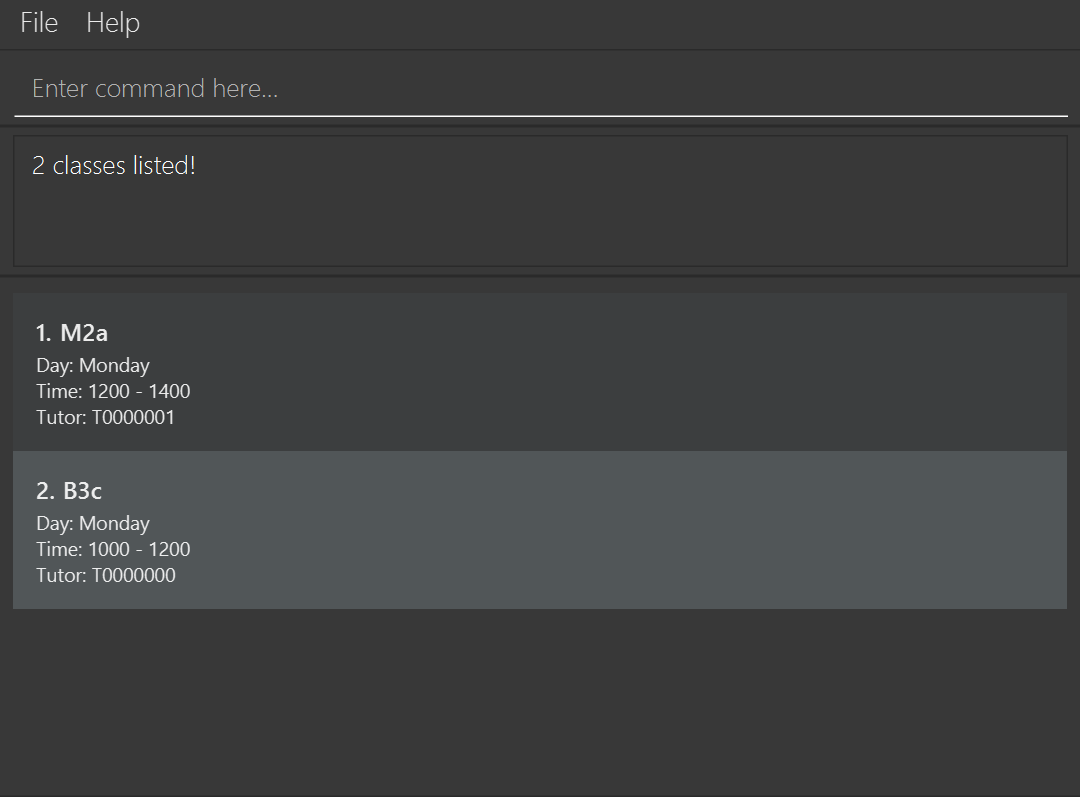 File Help
Enter command here...
2 classes listed!
1. M2a
Day: Monday
Time: 1200 - 1400
Tutor: T0000001
2. B3c
Day: Monday
Time: 1000 - 1200
Tutor: T0000000